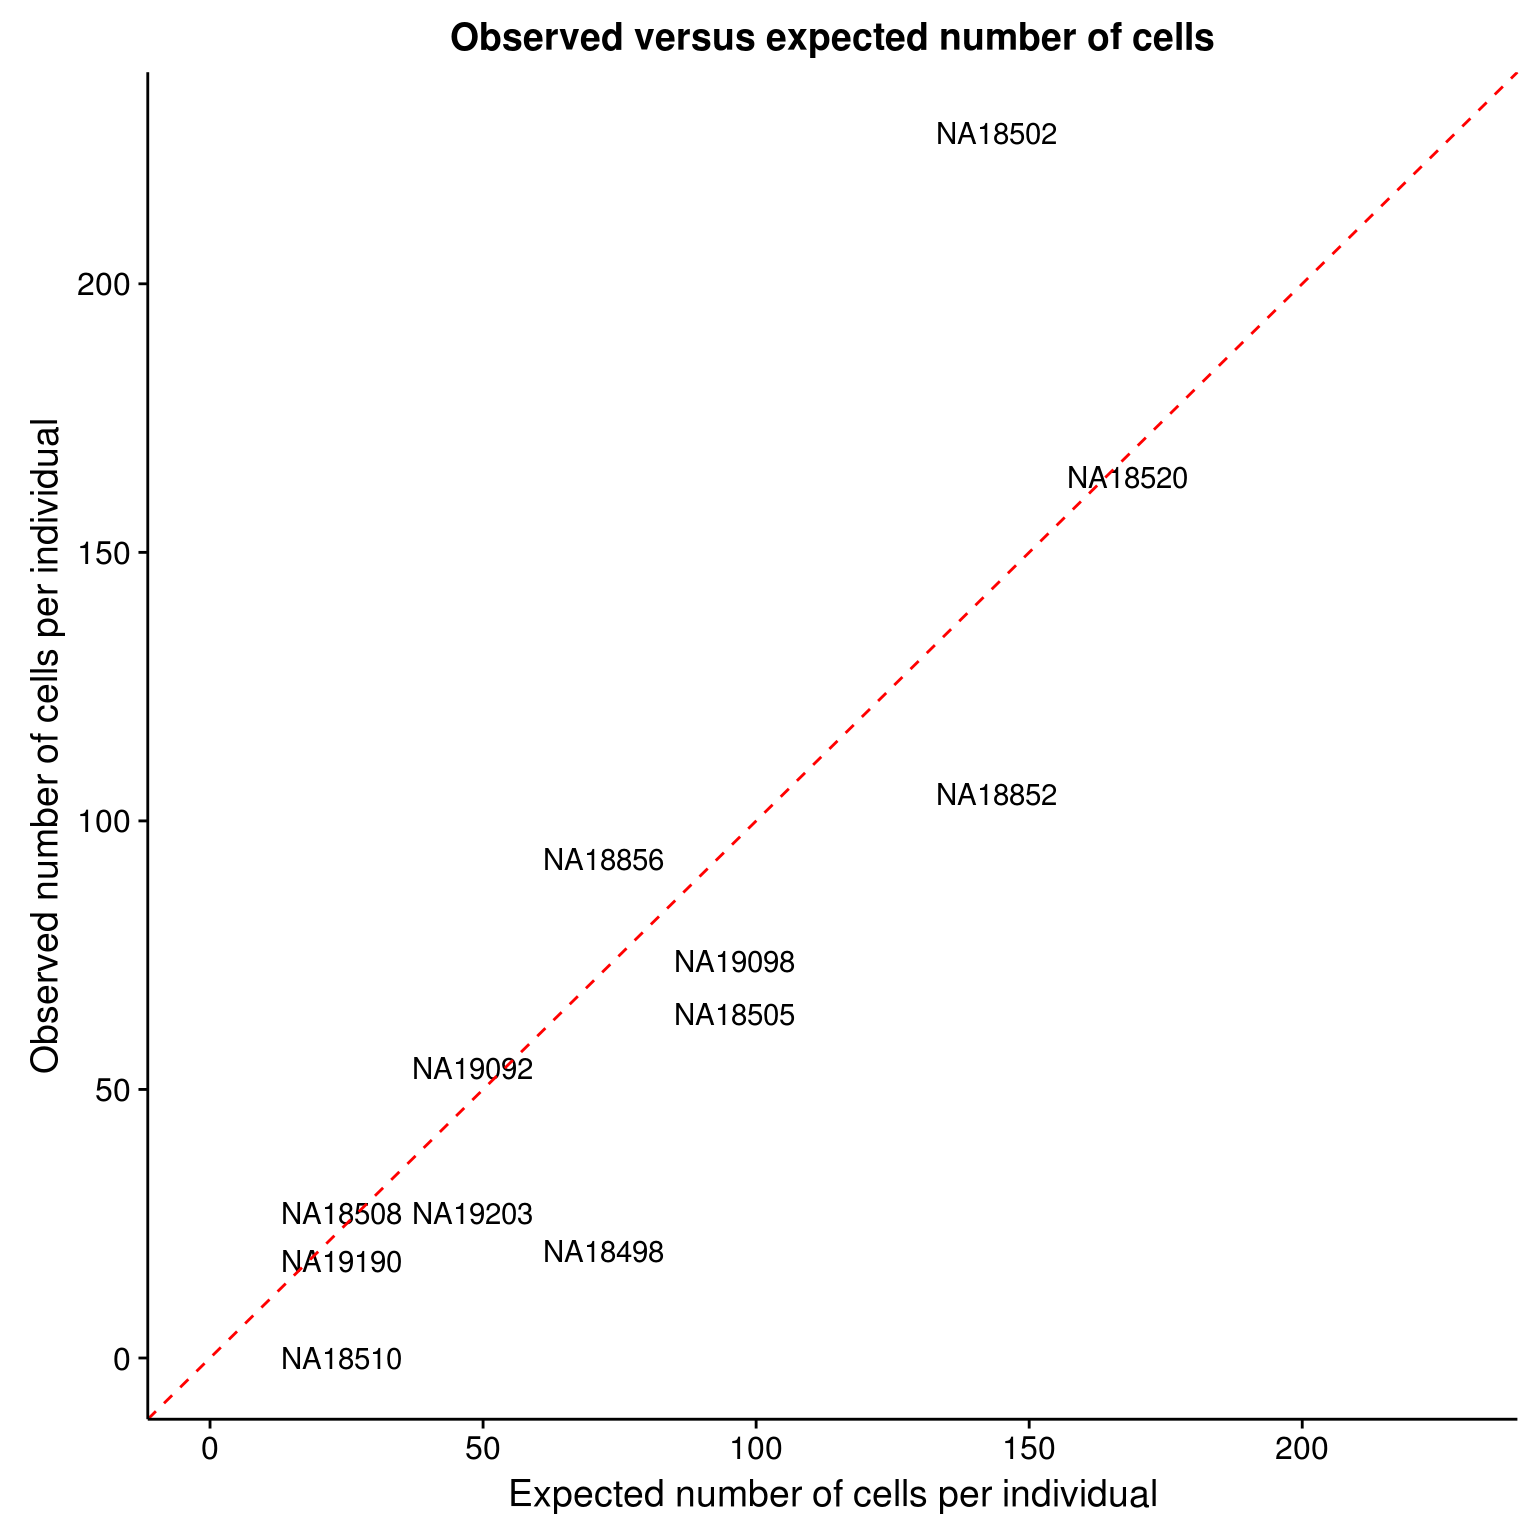 Observed versus expected number of cells
NA18502
200
NA18520
150
NA18852
100
NA18856
NA19098
NA18505
NA19092
50
NA18508 NA19203
NA18498
NA19190
0
NA18510
0 50 100 150 200
Expected number of cells per individual
Observed number of cells per individual